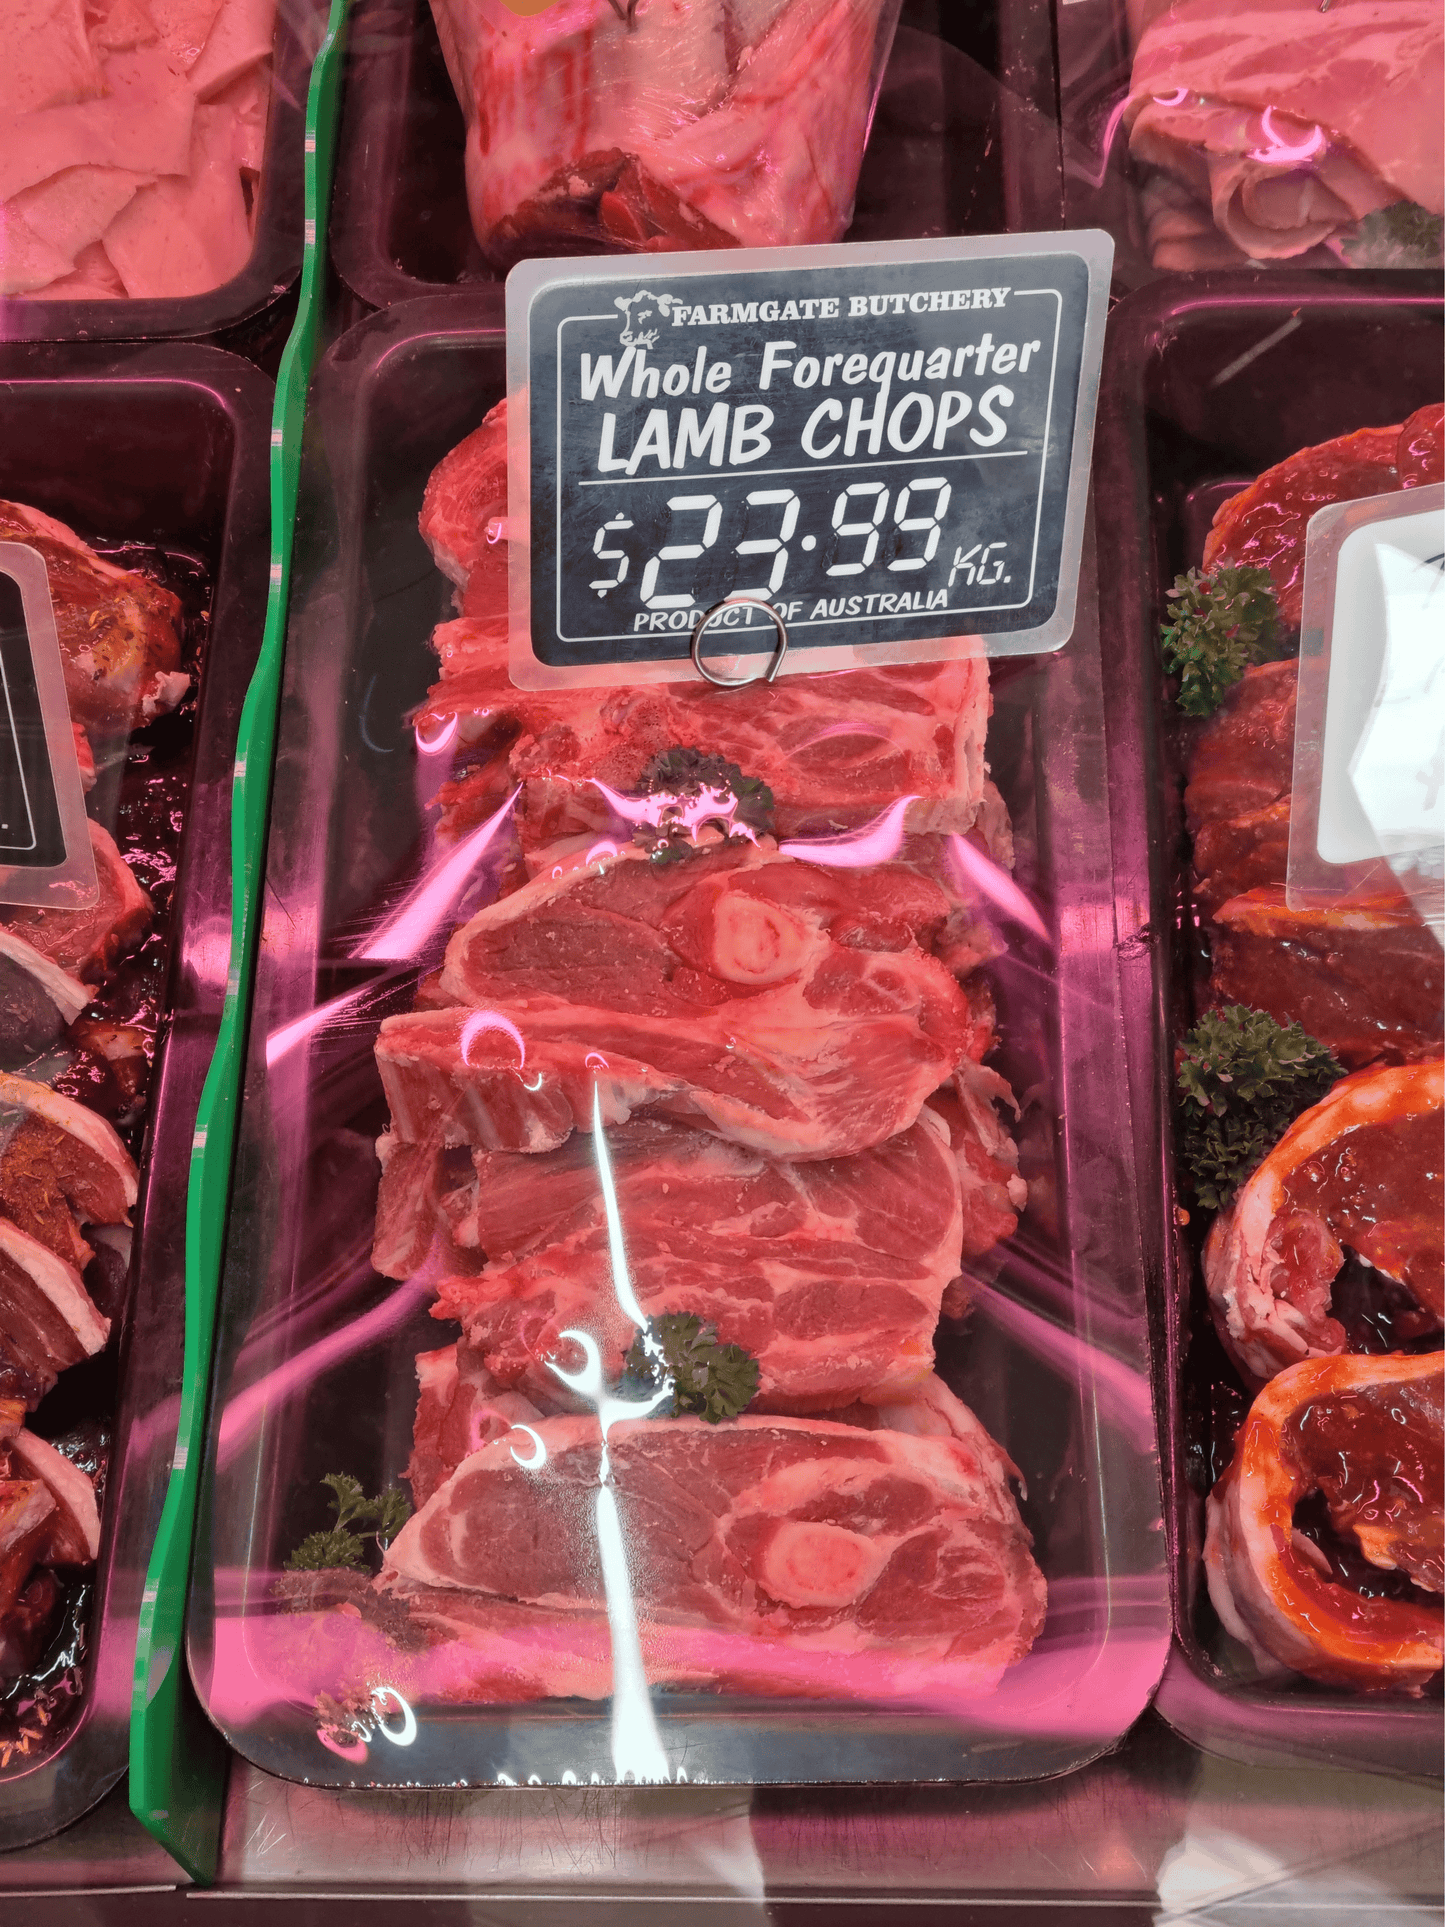 FARMGATE BUTCHERY
Whole Forequarter
LAMB CHOPS
$23.99 KG.
PRODUCT OF AUSTRALIA